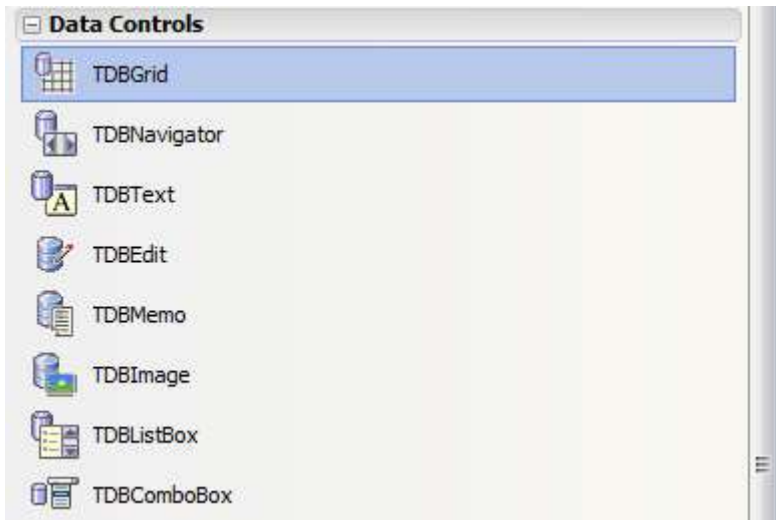 Data Controls
TDBGrid
TDBNavigator
TDBText
TDBEdit
TDBMemo
TDBImage
TDBListBox
TDBComboBox